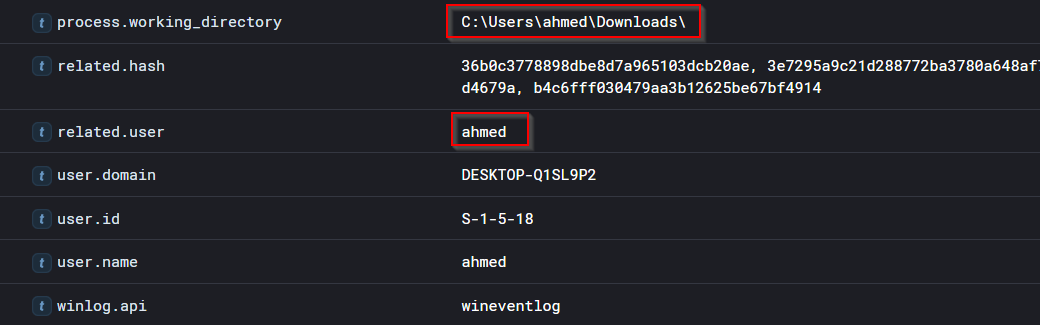 t process.working_directory C:\Users\ahmed\Downloads\
t related.hash 36b0c3778898dbe8d7a965103dcb20ae, 3e7295a9c21d288772ba3780a648af7
d4679a, b4c6fff030479aa3b12625be67bf4914
t related.user ahmed
t user.domain DESKTOP-Q1SL9P2
t user.id S-1-5-18
t user.name ahmed
t winlog.api wineventlog